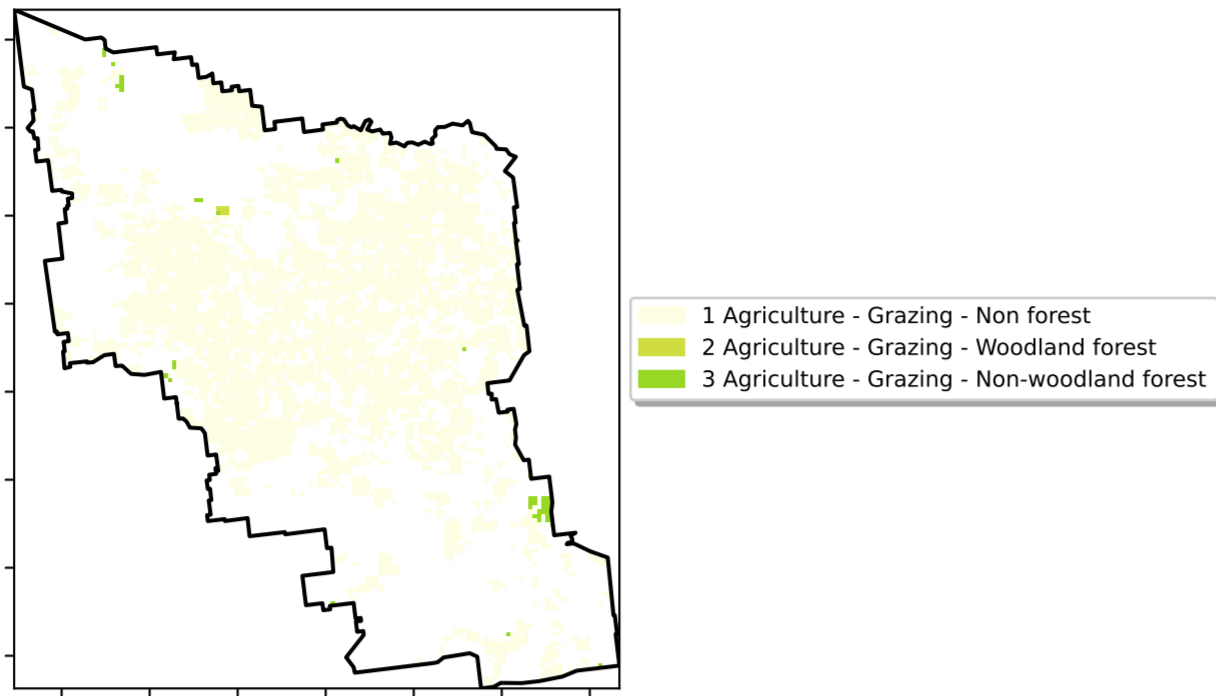 1 Agriculture - Grazing - Non forest
2 Agriculture - Grazing - Woodland forest
3 Agriculture - Grazing - Non-woodland forest